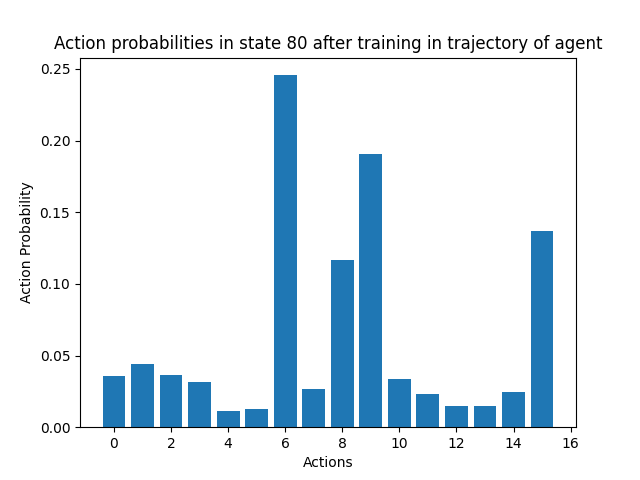 Action probabilities in state 80 after training in trajectory of agent
0.25
0.20
0.15
0.10
0.05
0.00
Action Probability
0 2 4 6 8 10 12 14 16
Actions